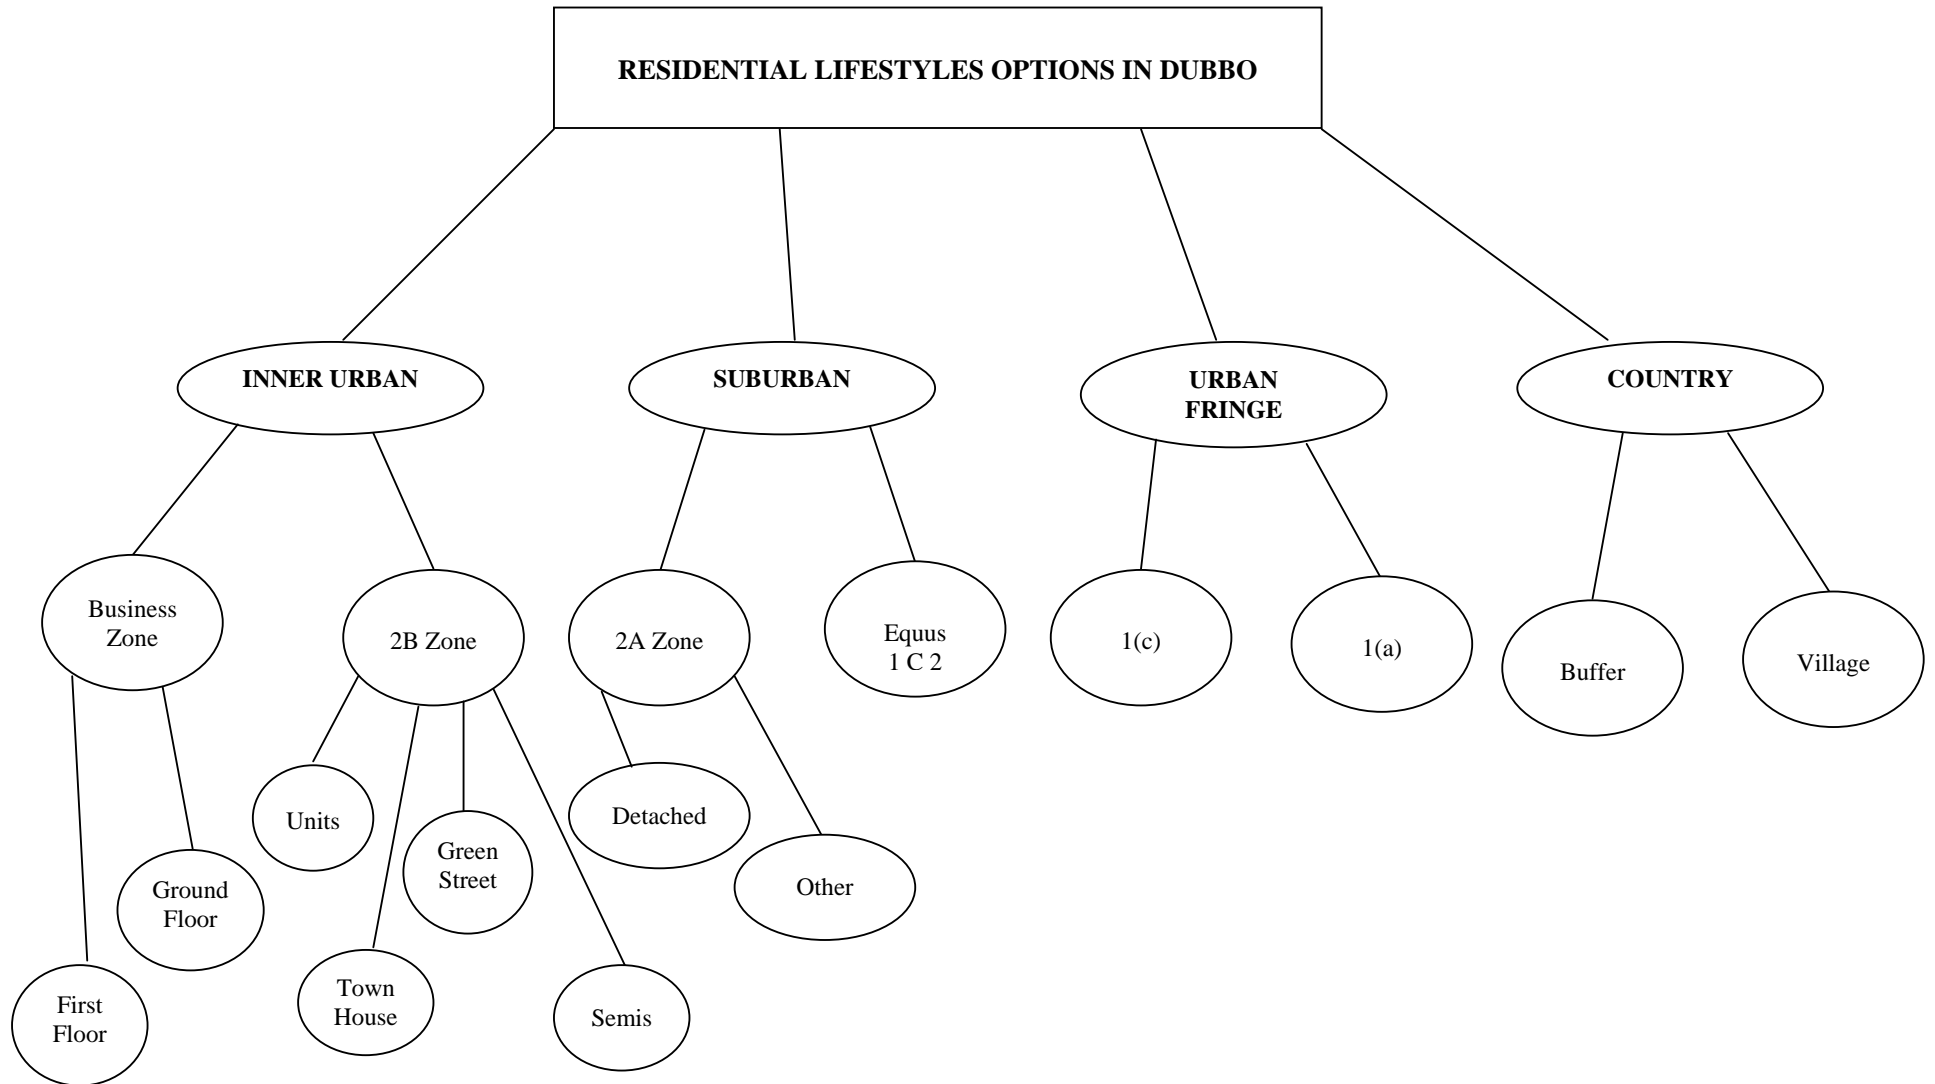 RESIDENTIAL LIFESTYLES OPTIONS IN DUBBO
INNER URBAN
SUBURBAN
URBAN
FRINGE
COUNTRY
Business
Zone
2B Zone
2A Zone
Equus
1 C 2
1(c)
1(a)
Buffer
Village
Units
Green
Street
Detached
Other
Ground
Floor
First
Floor
Town
House
Semis